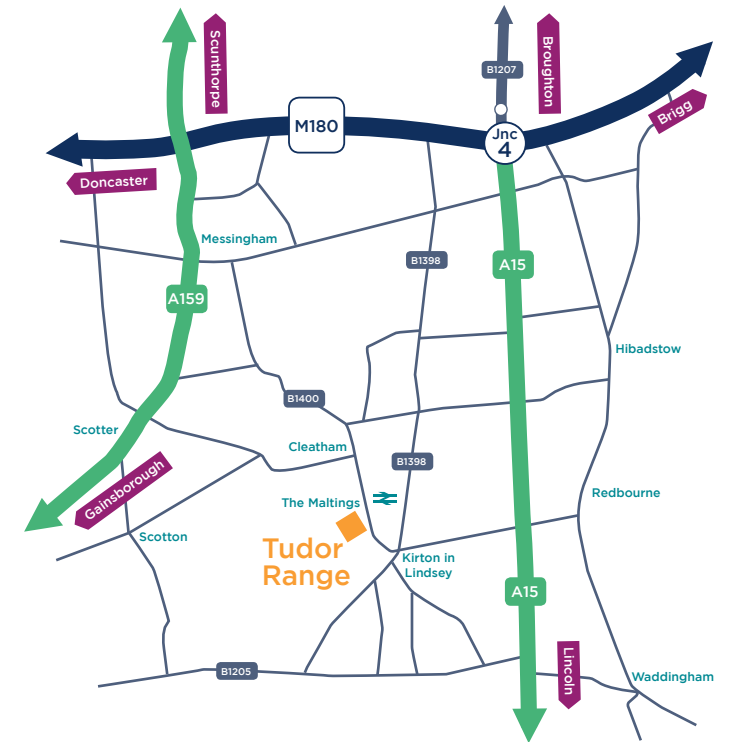 Scunthorpe
B1207
Broughton
M180
Jnc
4
Brigg
Doncaster
Messingham
B1398
A15
A159
Hibadstow
B1400
Scotter
Cleatham
B1398
Gainsborough
Redbourne
The Maltings
Scotton
Tudor
Range
Kirton in
Lindsey
A15
B1205
Lincoln
Waddingham